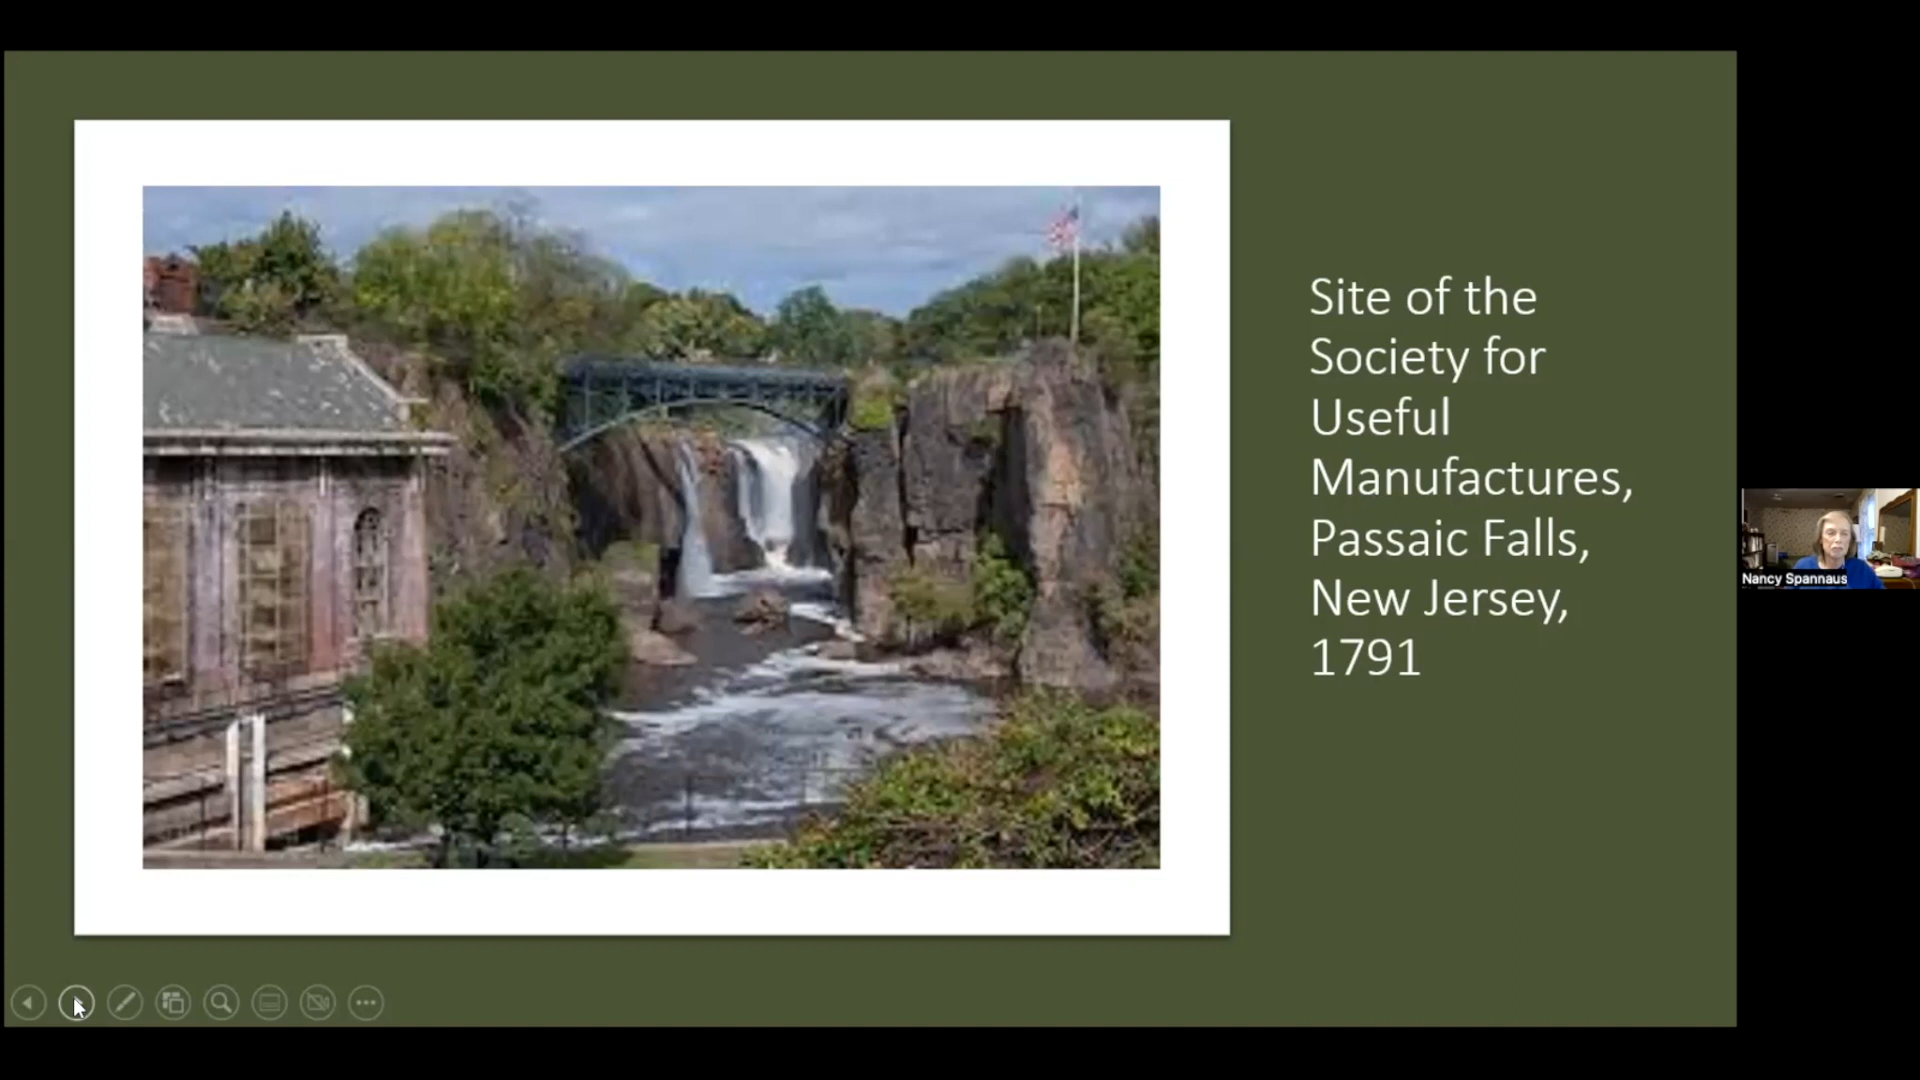 Site of the
Society for
Useful
Manufactures,
Passaic Falls,
New Jersey,
1791
Nancy Spannaus